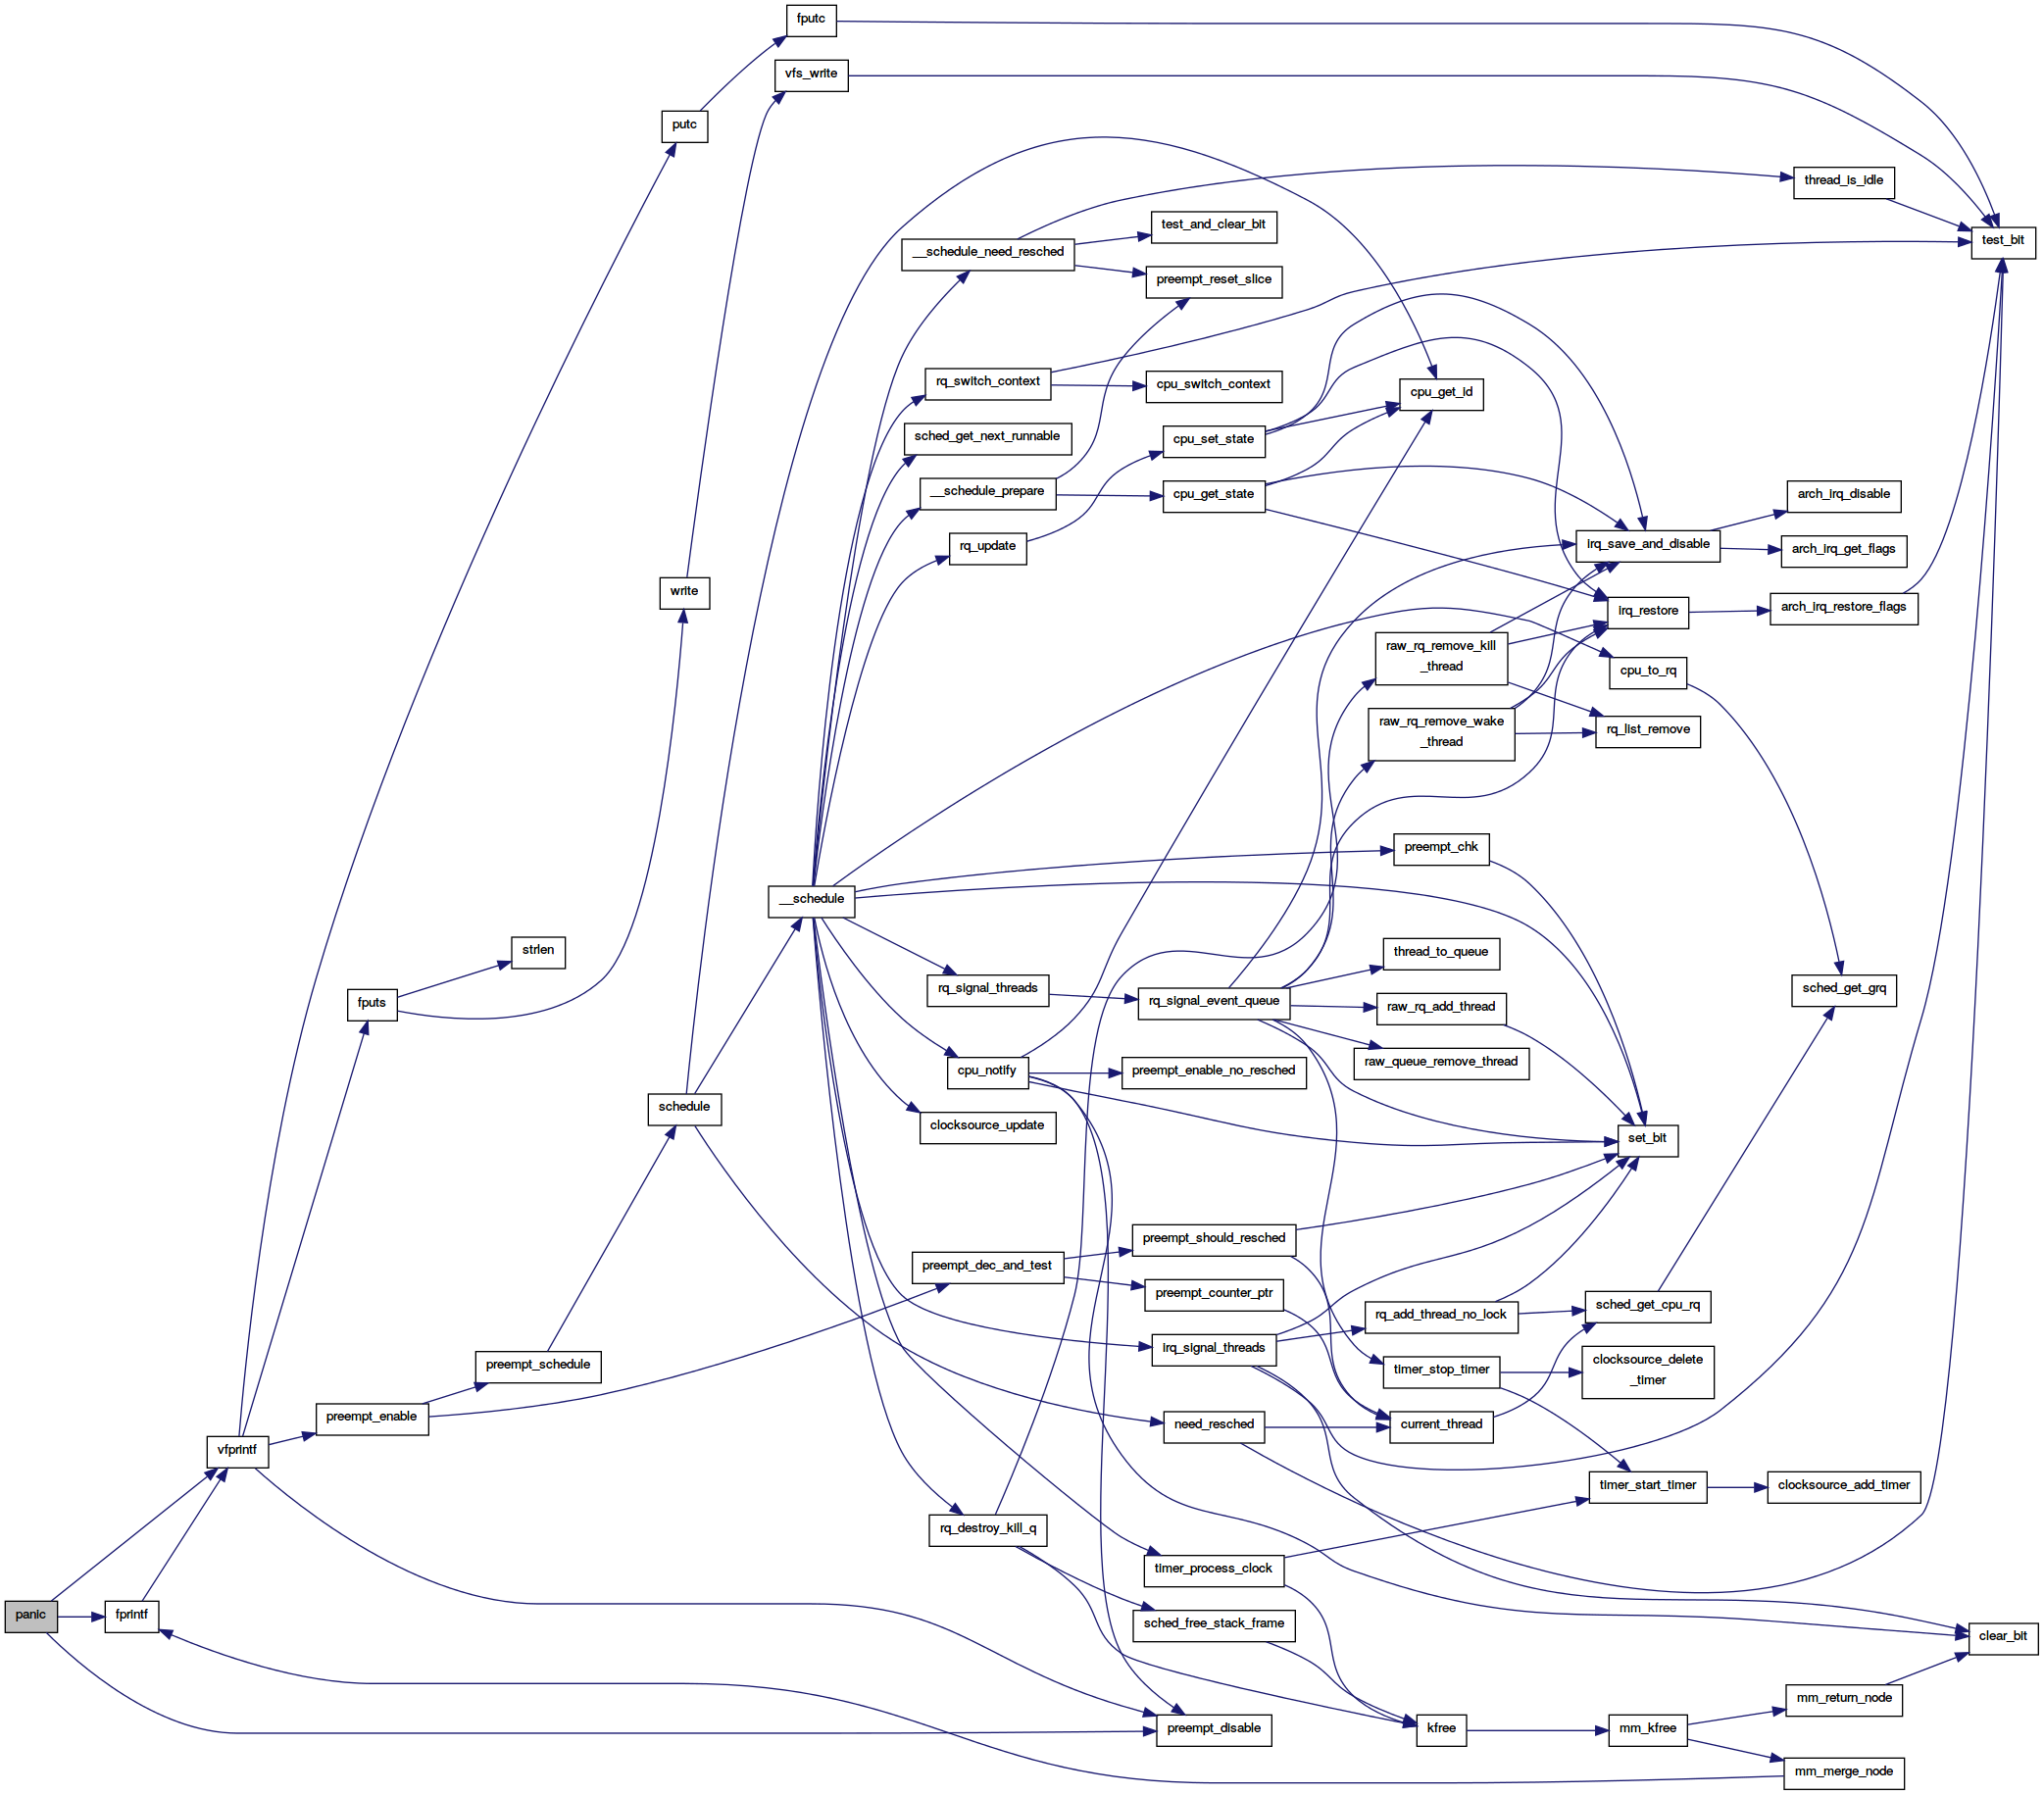 fputc
vfs_write
putc
thread_is_idle
test_and_clear_bit
test_bit
__schedule_need_resched
preempt_reset_slice
rq_switch_context
cpu_switch_context
cpu_get_id
sched_get_next_runnable
cpu_set_state
__schedule_prepare
cpu_get_state
arch_irq_disable
rq_update
irq_save_and_disable
arch_irq_get_flags
write
irq_restore
arch_irq_restore_flags
raw_rq_remove_kill
_thread
cpu_to_rq
raw_rq_remove_wake
_thread
rq_list_remove
preempt_chk
__schedule
strlen
thread_to_queue
rq_signal_threads
sched_get_grq
fputs
rq_signal_event_queue
raw_rq_add_thread
raw_queue_remove_thread
cpu_notify
preempt_enable_no_resched
schedule
clocksource_update
set_bit
preempt_should_resched
preempt_dec_and_test
preempt_counter_ptr
sched_get_cpu_rq
rq_add_thread_no_lock
irq_signal_threads
preempt_schedule
timer_stop_timer
clocksource_delete
_timer
preempt_enable
need_resched
current_thread
vfprintf
timer_start_timer
clocksource_add_timer
rq_destroy_kill_q
timer_process_clock
panic
fprintf
sched_free_stack_frame
clear_bit
mm_return_node
preempt_disable
kfree
mm_kfree
mm_merge_node